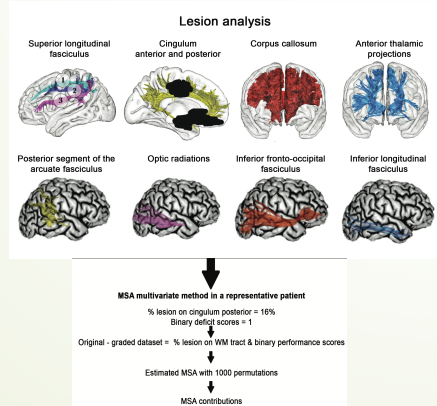 Lesion analysis
Superior longitudinal
fasciculus
Cingulum
anterior and posterior
Corpus callosum
Anterior thalamic
projections
1
2
3
Posterior segment of the
arcuate fasciculus
Optic radiations
Inferior fronto-occipital
fasciculus
Inferior longitudinal
fasciculus
MSA multivariate method in a representative patient
% lesion on cingulum posterior = 16%
Binary deficit scores = 1
Original - graded dataset = % lesion on WM tract & binary performance scores
Estimated MSA with 1000 permutations
MSA contributions